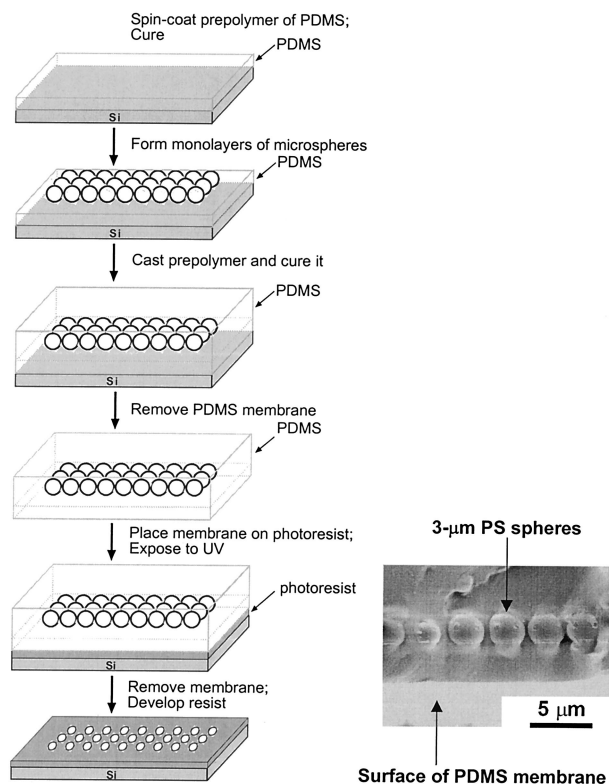 Spin-coat prepolymer of PDMS;
Cure
PDMS
Si
Form monolayers of microspheres
PDMS
Si
Cast prepolymer and cure it
PDMS
Si
Remove PDMS membrane
PDMS
Place membrane on photoresist;
Expose to UV
photoresist
Si
Remove membrane;
Develop resist
Si
3-μm PS spheres
5 μm
Surface of PDMS membrane